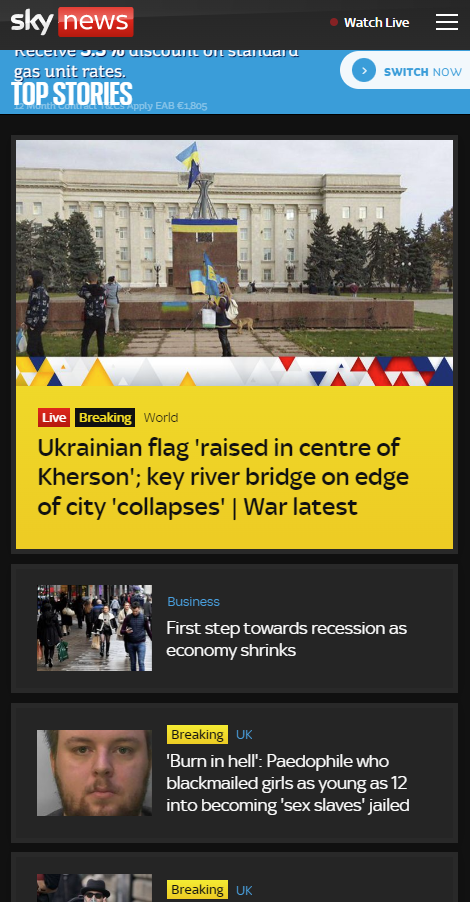 sky news
Watch Live
Receive 3.5 % discount on standard
gas unit rates.
SWITCH NOW
TOP STORIES
12 Month Contract T&Cs Apply EAB €1,805
Live Breaking World
Ukrainian flag 'raised in centre of
Kherson'; key river bridge on edge
of city 'collapses' | War latest
Business
First step towards recession as
economy shrinks
Breaking UK
'Burn in hell': Paedophile who
blackmailed girls as young as 12
into becoming 'sex slaves' jailed
Breaking UK